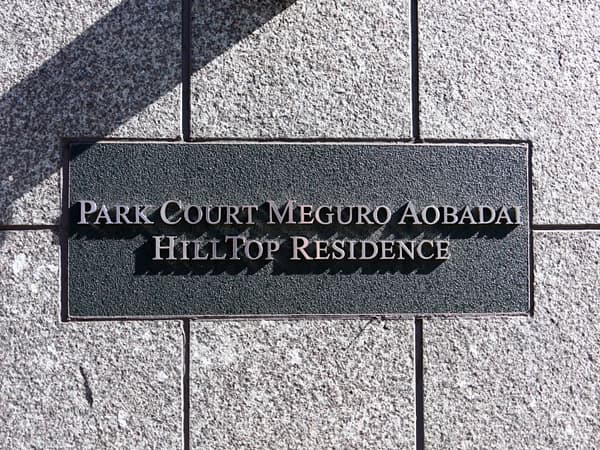 PARK COURT MEGURO AOBADAI
HILLTOP RESIDENCE